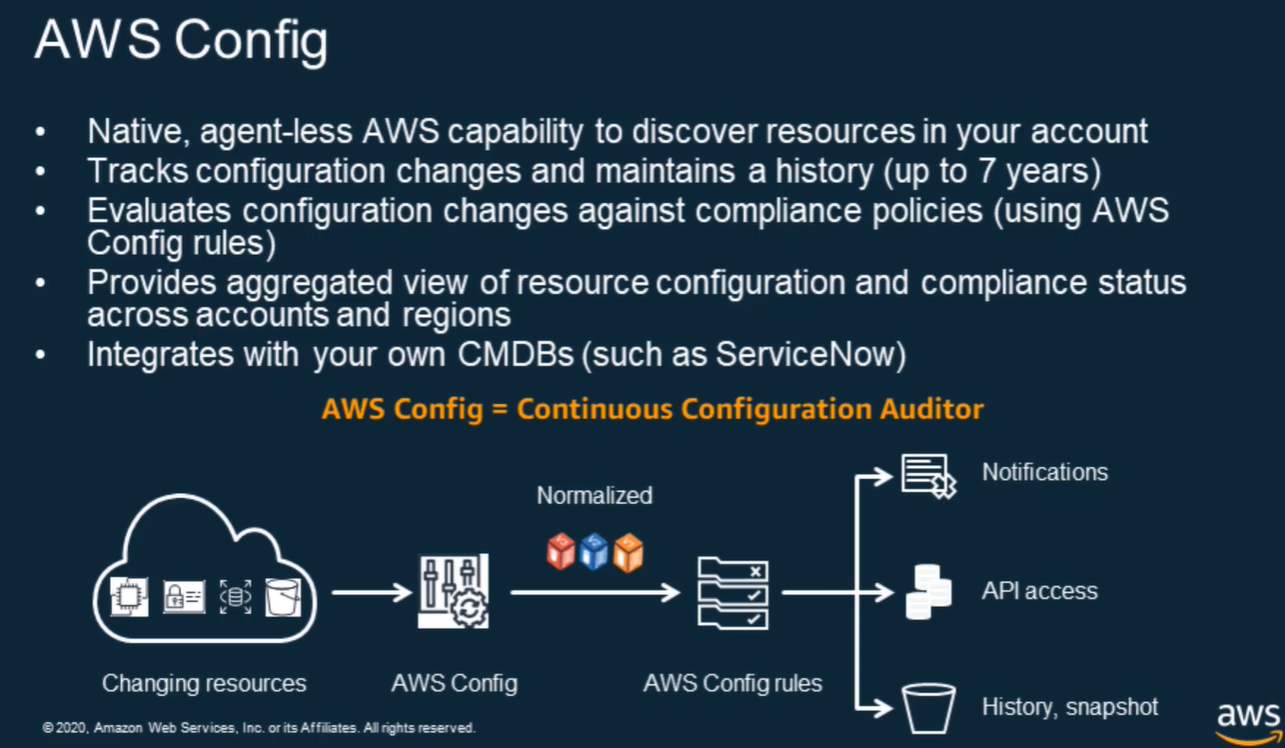 AWS Config
• Native, agent-less AWS capability to discover resources in your account
• Tracks configuration changes and maintains a history (up to 7 years)
• Evaluates configuration changes against compliance policies (using AWS
Config rules)
• Provides aggregated view of resource configuration and compliance status
across accounts and regions
• Integrates with your own CMDBs (such as ServiceNow)
AWS Config = Continuous Configuration Auditor
Normalized
Notifications
API access
Changing resources
AWS Config
AWS Config rules
History, snapshot
© 2020, Amazon Web Services, Inc. or its Affiliates. All rights reserved.
aws